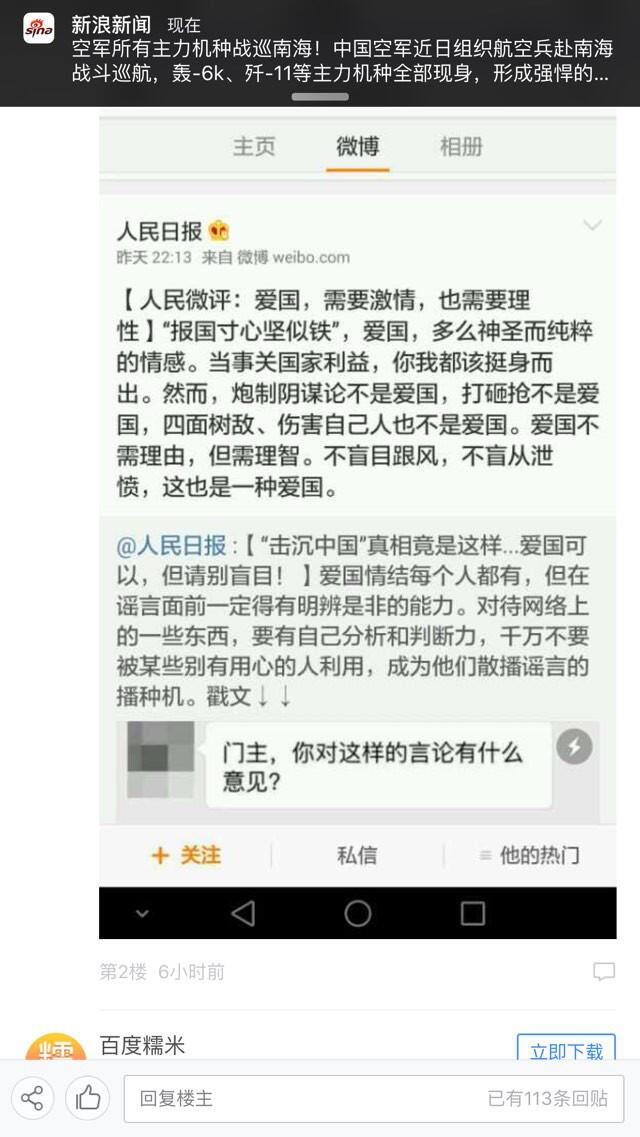 sina
新浪新闻 现在
空军所有主力机种战巡南海！中国空军近日组织航空兵赴南海
战斗巡航，轰-6k、歼-11等主力机种全部现身，形成强悍的...
主页 微博 相册
人民日报
昨天 22:13 来自 微博 weibo.com
【人民微评：爱国，需要激情，也需要理
性】“报国寸心坚似铁”，爱国，多么神圣而纯粹
的情感。当事关国家利益，你我都该挺身而
出。然而，炮制阴谋论不是爱国，打砸抢不是爱
国，四面树敌、伤害自己人也不是爱国。爱国不
需理由，但需理智。不盲目跟风，不盲从泄
愤，这也是一种爱国。
@人民日报 :【 “击沉中国”真相竟是这样...爱国可
以，但请别盲目！】爱国情结每个人都有，但在
谣言面前一定得有明辨是非的能力。对待网络上
的一些东西，要有自己分析和判断力，千万不要
被某些别有用心的人利用，成为他们散播谣言的
播种机。戳文↓↓
门主，你对这样的言论有什么
意见?
+ 关注 私信 他的热门
第2楼 6小时前
糯
百度糯米
立即下载
回复楼主 已有113条回贴